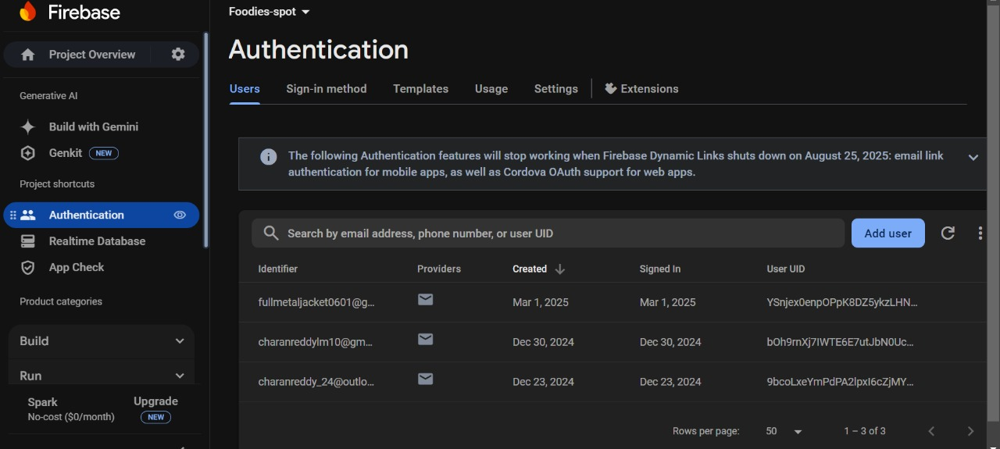 Firebase
Project Overview
Generative AI
Build with Gemini
Genkit NEW
Project shortcuts
Authentication
Realtime Database
App Check
Product categories
Build
Run
Spark
No-cost ($0/month)
Upgrade
NEW
Foodies-spot
Authentication
Users Sign-in method Templates Usage Settings Extensions
The following Authentication features will stop working when Firebase Dynamic Links shuts down on August 25, 2025: email link
authentication for mobile apps, as well as Cordova OAuth support for web apps.
Search by email address, phone number, or user UID
Add user
Identifier Providers Created Signed In User UID
fullmetaljacket0601@g... Mar 1, 2025 Mar 1, 2025 YSnjex0enpOPpK8DZ5ykzLHN...
charanreddylm10@gm... Dec 30, 2024 Dec 30, 2024 bOh9rnXj7IWTE6E7utJbN0Uc...
charanreddy_24@outlo... Dec 23, 2024 Dec 23, 2024 9bcoLxeYmPdPA2lpxI6cZjMY...
Rows per page: 50 1 – 3 of 3